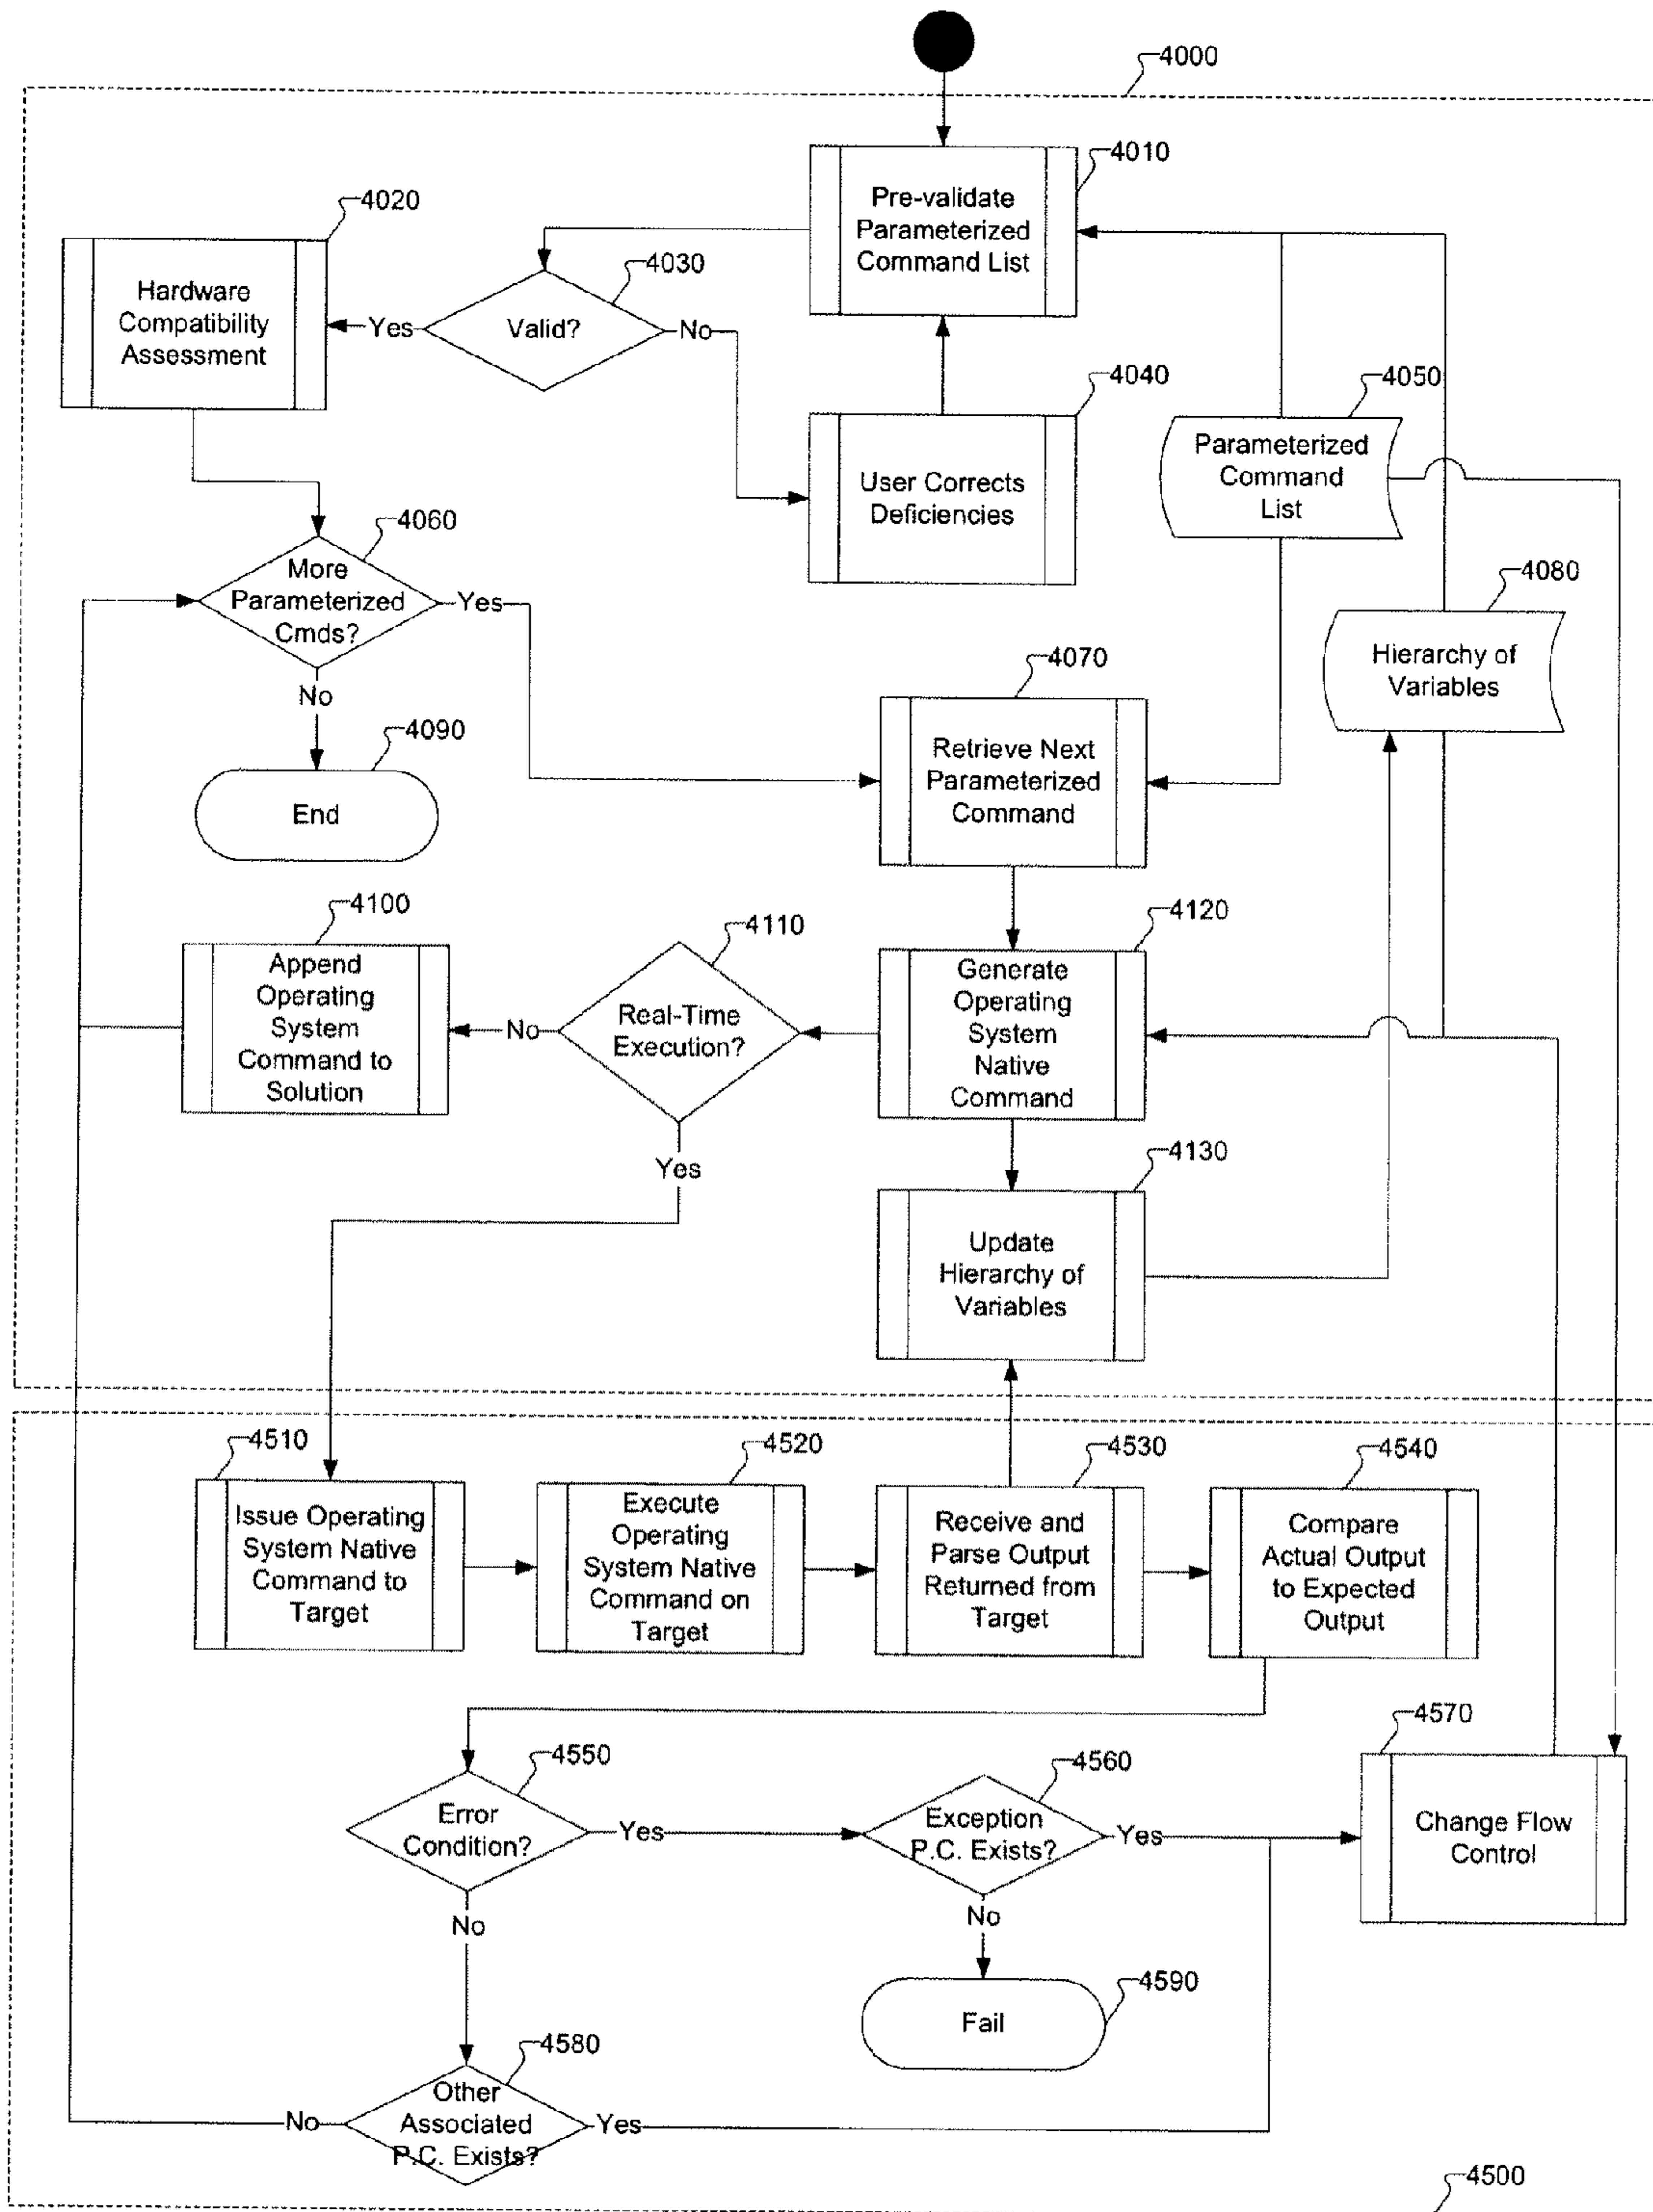 4000
4010
Pre-validate
Parameterized
Command List
4020
Hardware
Compatibility
Assessment
4030
Valid?
Yes
No
4040
User Corrects
Deficiencies
4050
Parameterized
Command
List
4060
More
Parameterized
Cmds?
Yes
No
4070
Retrieve Next
Parameterized
Command
4080
Hierarchy of
Variables
4090
End
4100
Append
Operating
System
Command to
Solution
4110
Real-Time
Execution?
No
Yes
4120
Generate
Operating
System
Native
Command
4130
Update
Hierarchy of
Variables
4510
Issue Operating
System Native
Command to
Target
4520
Execute
Operating
System Native
Command on
Target
4530
Receive and
Parse Output
Returned from
Target
4540
Compare
Actual Output
to Expected
Output
4550
Error
Condition?
Yes
No
4560
Exception
P.C. Exists?
Yes
No
4570
Change Flow
Control
4580
Other
Associated
P.C. Exists?
No
Yes
4590
Fail
4500